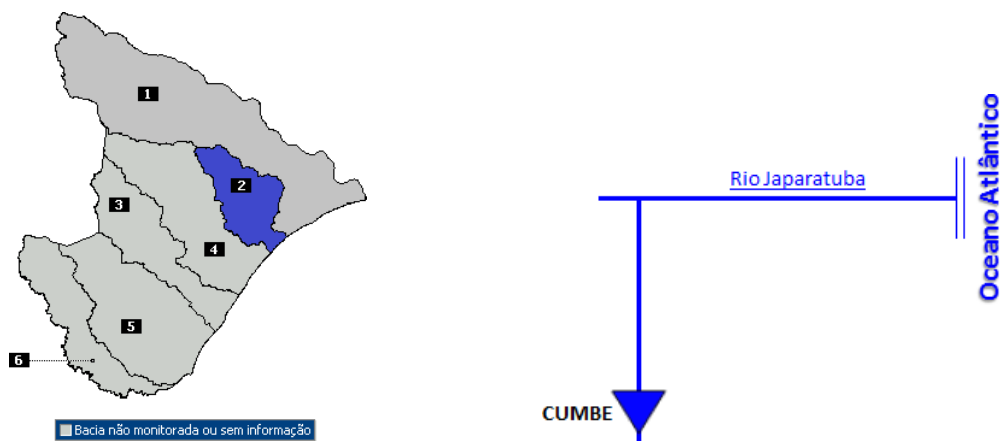 1
2
3
4
5
6
Bacia não monitorada ou sem informação
Rio Japaratuba
Oceano Atlântico
CUMBE